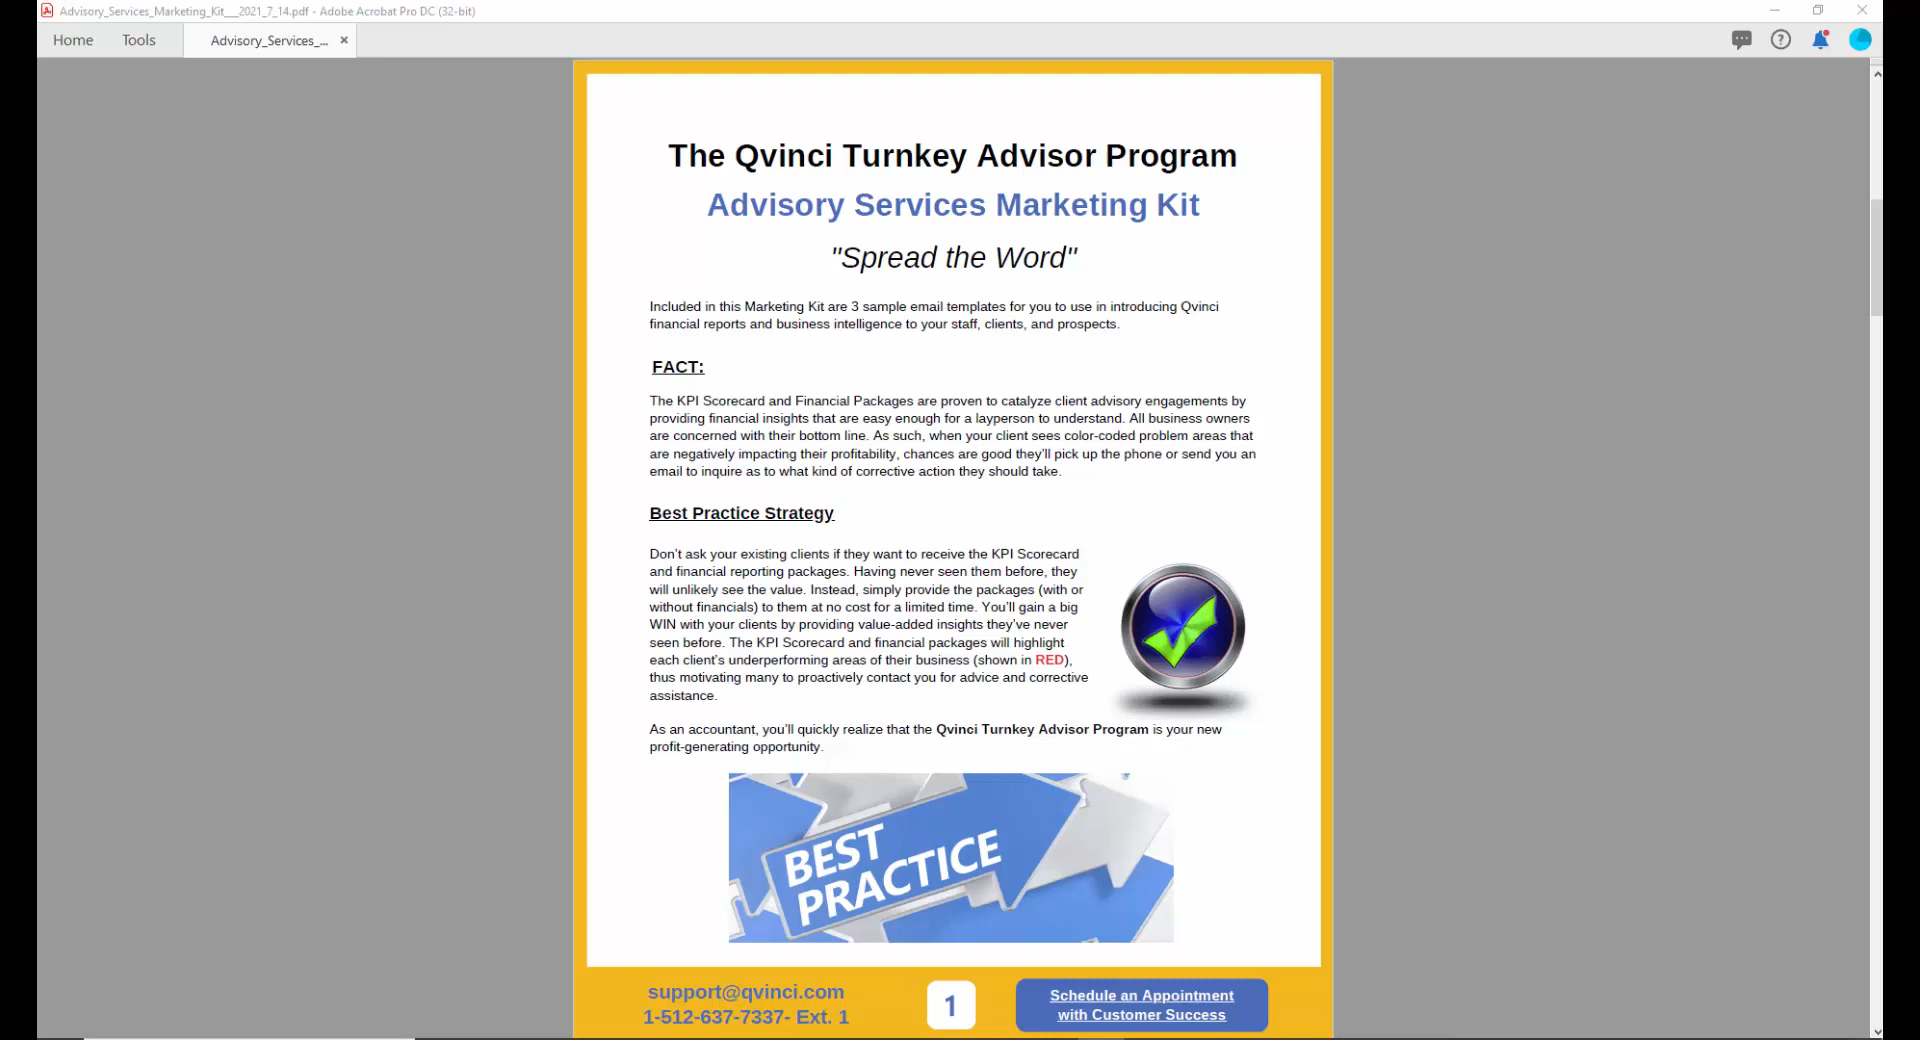 Advisory_Services_Marketing_Kit___2021_7_14.pdf - Adobe Acrobat Pro DC (32-bit)
Home Tools Advisory_Services_...
The Qvinci Turnkey Advisor Program
Advisory Services Marketing Kit
"Spread the Word"
Included in this Marketing Kit are 3 sample email templates for you to use in introducing Qvinci
financial reports and business intelligence to your staff, clients, and prospects.
FACT:
The KPI Scorecard and Financial Packages are proven to catalyze client advisory engagements by
providing financial insights that are easy enough for a layperson to understand. All business owners
are concerned with their bottom line. As such, when your client sees color-coded problem areas that
are negatively impacting their profitability, chances are good they’ll pick up the phone or send you an
email to inquire as to what kind of corrective action they should take.
Best Practice Strategy
Don’t ask your existing clients if they want to receive the KPI Scorecard
and financial reporting packages. Having never seen them before, they
will unlikely see the value. Instead, simply provide the packages (with or
without financials) to them at no cost for a limited time. You’ll gain a big
WIN with your clients by providing value-added insights they’ve never
seen before. The KPI Scorecard and financial packages will highlight
each client’s underperforming areas of their business (shown in RED),
thus motivating many to proactively contact you for advice and corrective
assistance.
As an accountant, you’ll quickly realize that the Qvinci Turnkey Advisor Program is your new
profit-generating opportunity.
BEST
PRACTICE
support@qvinci.com
1-512-637-7337- Ext. 1
1
Schedule an Appointment
with Customer Success